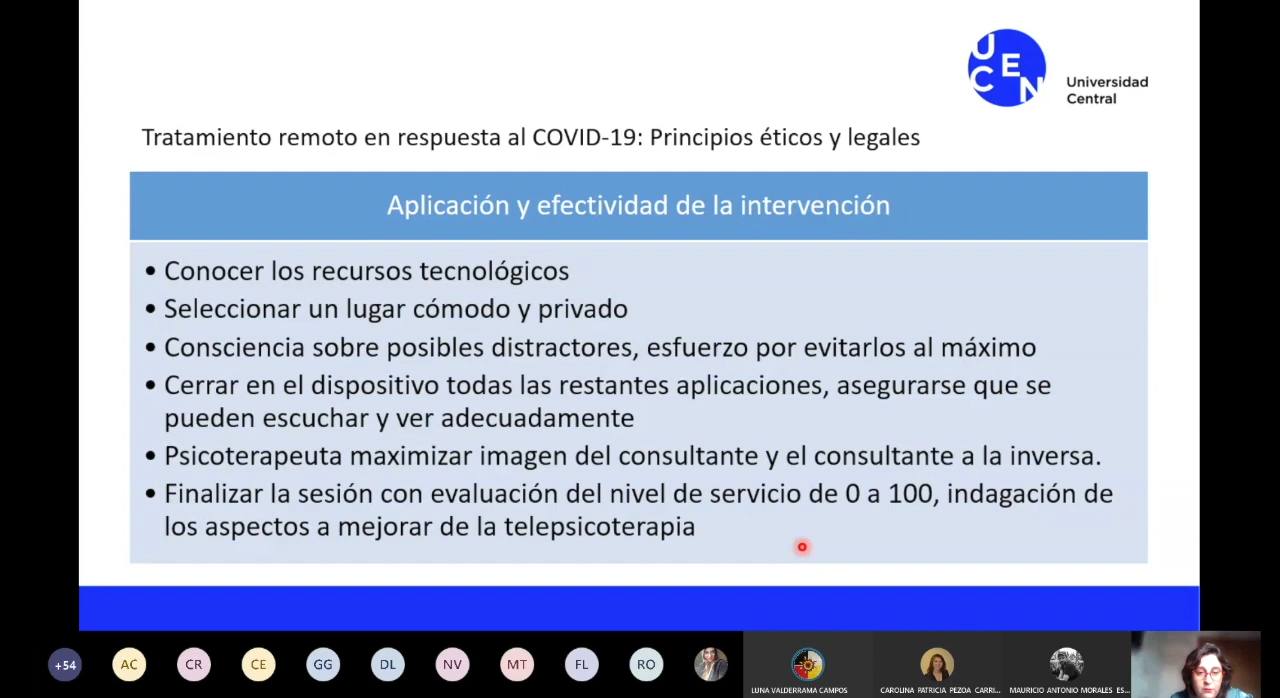 UCEN
Universidad
Central
Tratamiento remoto en respuesta al COVID-19: Principios éticos y legales
Aplicación y efectividad de la intervención
• Conocer los recursos tecnológicos
• Seleccionar un lugar cómodo y privado
• Consciencia sobre posibles distractores, esfuerzo por evitarlos al máximo
• Cerrar en el dispositivo todas las restantes aplicaciones, asegurarse que se
pueden escuchar y ver adecuadamente
• Psicoterapeuta maximizar imagen del consultante y el consultante a la inversa.
• Finalizar la sesión con evaluación del nivel de servicio de 0 a 100, indagación de
los aspectos a mejorar de la telepsicoterapia
+54 AC CR CE GG DL NV MT FL RO
LUNA VALDERRAMA CAMPOS CAROLINA PATRICIA PEZOA CARRI... MAURICIO ANTONIO MORALES ES...